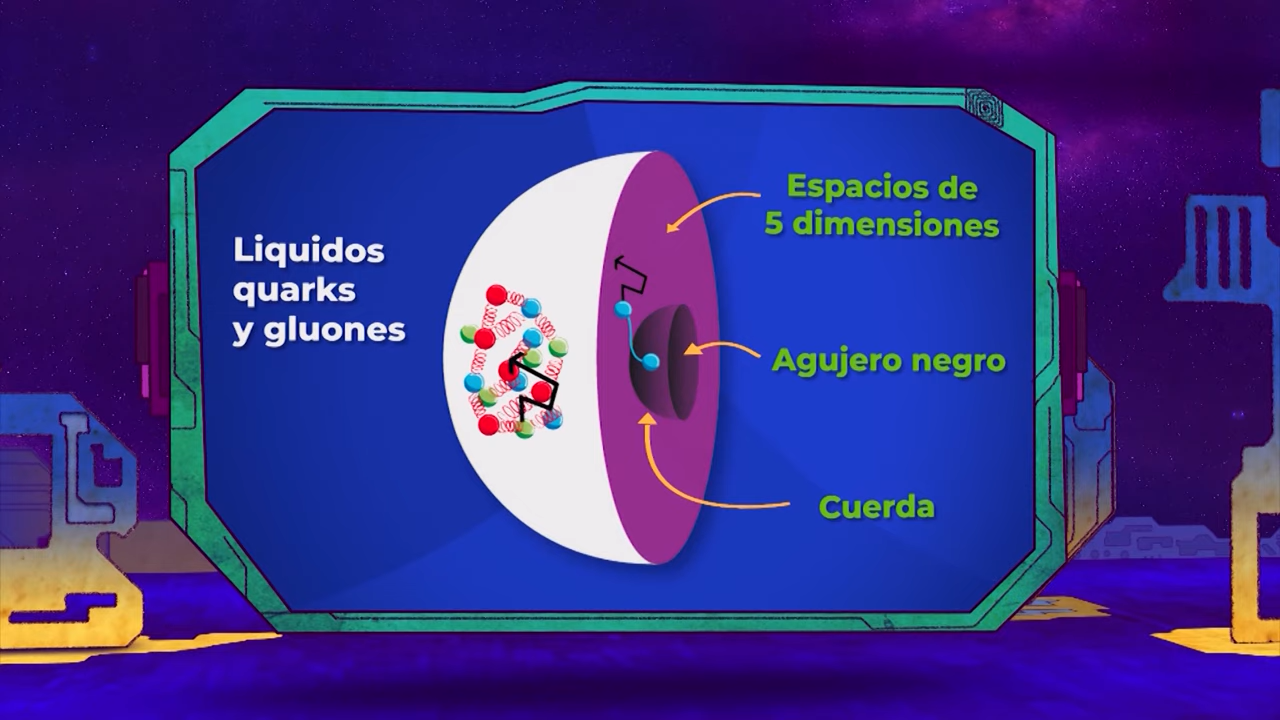 Liquidos
quarks
y gluones
Espacios de
5 dimensiones
Agujero negro
Cuerda